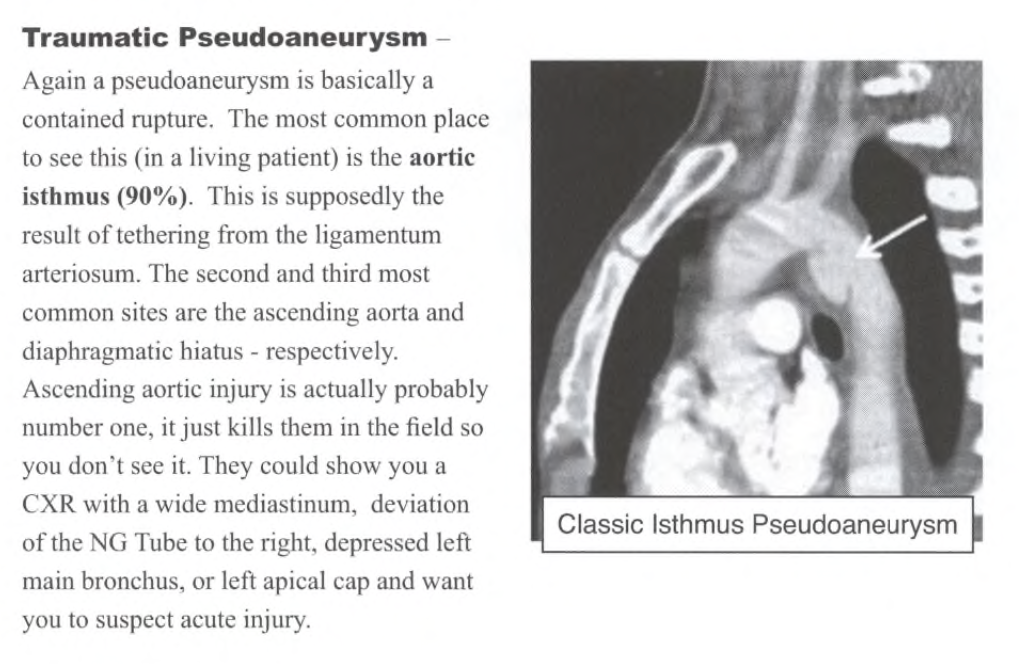 Traumatic Pseudoaneurysm –
Again a pseudoaneurysm is basically a
contained rupture. The most common place
to see this (in a living patient) is the aortic
isthmus (90%). This is supposedly the
result of tethering from the ligamentum
arteriosum. The second and third most
common sites are the ascending aorta and
diaphragmatic hiatus - respectively.
Ascending aortic injury is actually probably
number one, it just kills them in the field so
you don't see it. They could show you a
CXR with a wide mediastinum, deviation
of the NG Tube to the right, depressed left
main bronchus, or left apical cap and want
you to suspect acute injury.
Classic Isthmus Pseudoaneurysm